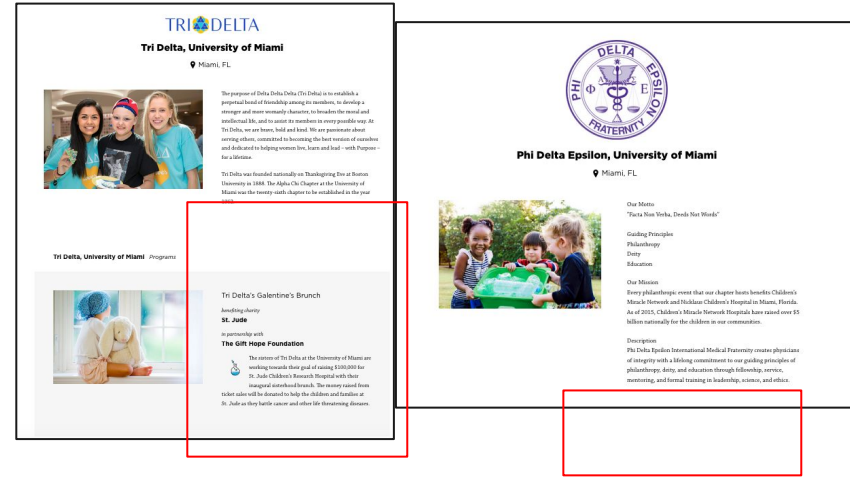 TRI DELTA
Tri Delta, University of Miami
Miami, FL
The purpose of Delta Delta Delta (Tri Delta) is to establish a
perpetual bond of friendship among its members, to develop a
stronger and more womanly character, to broaden the moral and
intellectual life, and to assist its members in every possible way. At
Tri Delta, we are brave, bold and kind. We are passionate about
serving others, committed to becoming the best version of ourselves
and dedicated to helping women live, learn and lead – with Purpose –
for a lifetime.
Tri Delta was founded nationally on Thanksgiving Eve at Boston
University in 1888. The Alpha Chi Chapter at the University of
Miami was the twenty-sixth chapter to be established in the year
Tri Delta, University of Miami Programs
Tri Delta's Galentine's Brunch
benefiting charity
St. Jude
in partnership with
The Gift Hope Foundation
The sisters of Tri Delta at the University of Miami are
working towards their goal of raising $100,000 for
St. Jude Children's Research Hospital with their
inaugural sisterhood brunch. The money raised from
ticket sales will be donated to help the children and families at
St. Jude as they battle cancer and other life threatening diseases.
PHI DELTA EPSILON
Φ Δ Σ Ε
FRATERNITY
Phi Delta Epsilon, University of Miami
Miami, FL
Our Motto
"Facta Non Verba, Deeds Not Words"
Guiding Principles
Philanthropy
Deity
Education
Our Mission
Every philanthropic event that our chapter hosts benefits Children's
Miracle Network and Nicklaus Children's Hospital in Miami, Florida.
As of 2015, Children's Miracle Network Hospitals have raised over $5
billion nationally for the children in our communities.
Description
Phi Delta Epsilon International Medical Fraternity creates physicians
of integrity with a lifelong commitment to our guiding principles of
philanthropy, deity, and education through fellowship, service,
mentoring, and formal training in leadership, science, and ethics.